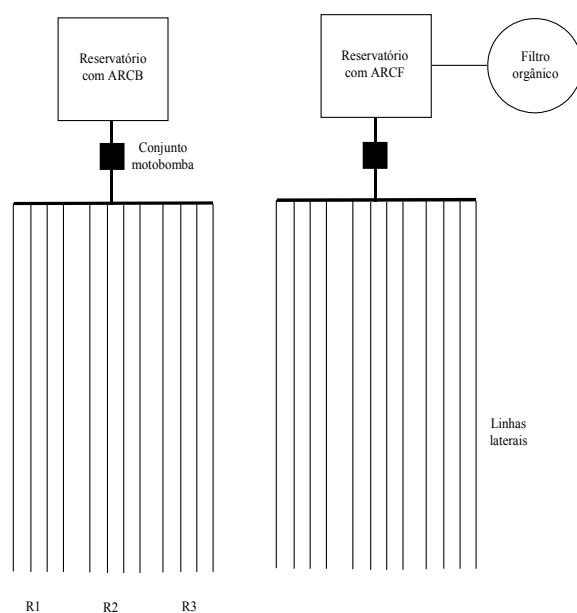 Reservatório
com ARCB
Reservatório
com ARCF
Filtro
orgânico
Conjunto
motobomba
Linhas
laterais
R1
R2
R3